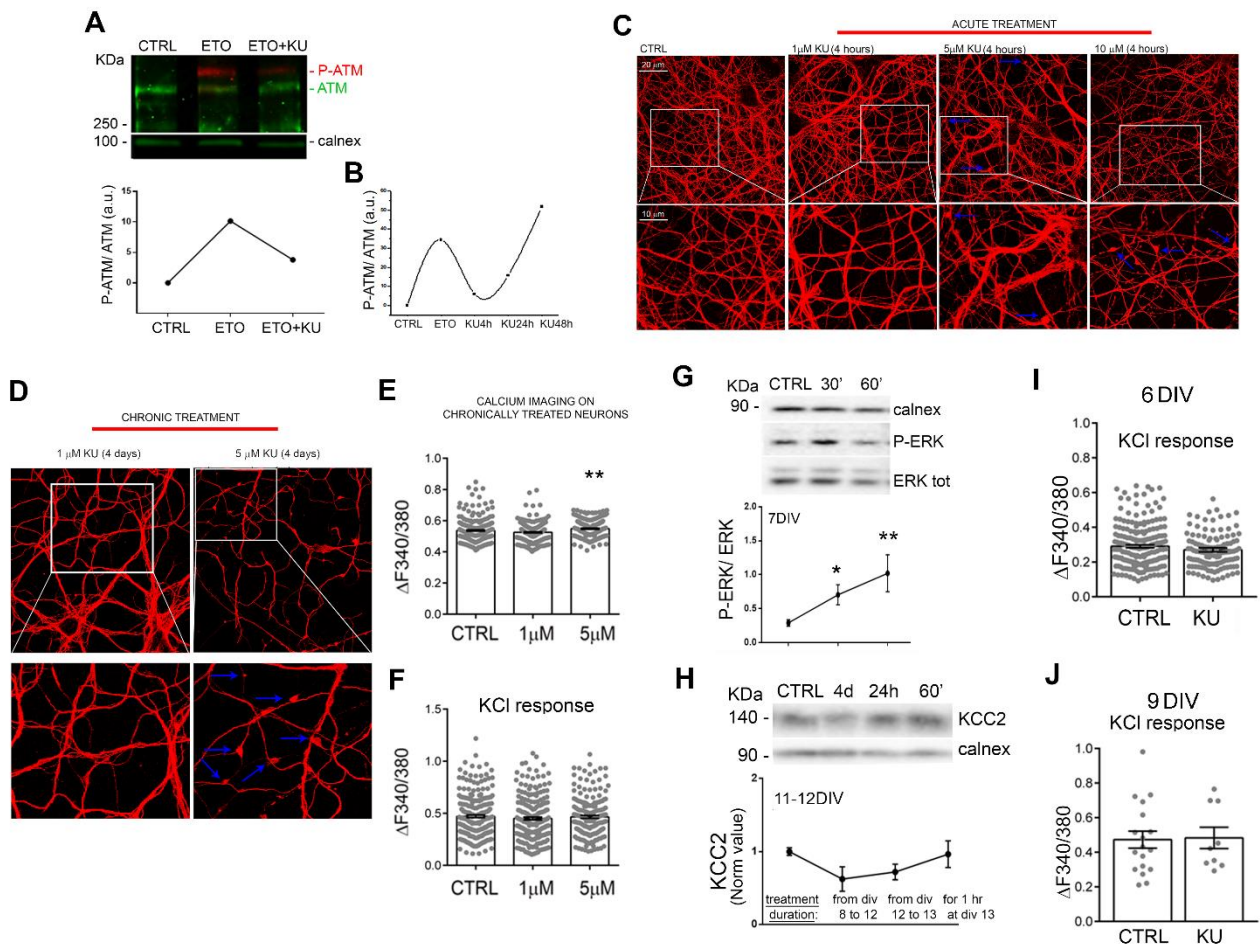 A
CTRL ETO ETO+KU
KDa
- P-ATM
- ATM
250 -
100 -
- calnex
P-ATM/ ATM (a.u.)
15
10
5
0
CTRL ETO ETO+KU
B
P-ATM/ ATM (a.u.)
60
50
40
30
20
10
0
CTRL ETO KU4h KU24h KU48h
C
ACUTE TREATMENT
CTRL
1μM KU (4 hours)
5μM KU (4 hours)
10 μM (4 hours)
20 μm
10 μm
D
CHRONIC TREATMENT
1 μM KU (4 days)
5 μM KU (4 days)
E
CALCIUM IMAGING ON
CHRONICALLY TREATED NEURONS
ΔF340/380
1.0
0.8
0.6
0.4
0.2
0.0
**
CTRL 1μM 5μM
F
KCl response
ΔF340/380
1.5
1.0
0.5
0.0
CTRL 1μM 5μM
G
KDa CTRL 30' 60'
90 -
calnex
P-ERK
ERK tot
7DIV
P-ERK/ ERK
2.0
1.5
1.0
0.5
0.0
*
**
H
KDa CTRL 4d 24h 60'
140 -
KCC2
90 -
calnex
11-12DIV
KCC2
(Norm value)
2
1
0
treatment
duration:
from div
8 to 12
from div
12 to 13
for 1 hr
at div 13
I
6 DIV
KCl response
ΔF340/380
1.0
0.8
0.6
0.4
0.2
0.0
CTRL KU
J
9 DIV
KCl response
ΔF340/380
1.0
0.8
0.6
0.4
0.2
0.0
CTRL KU